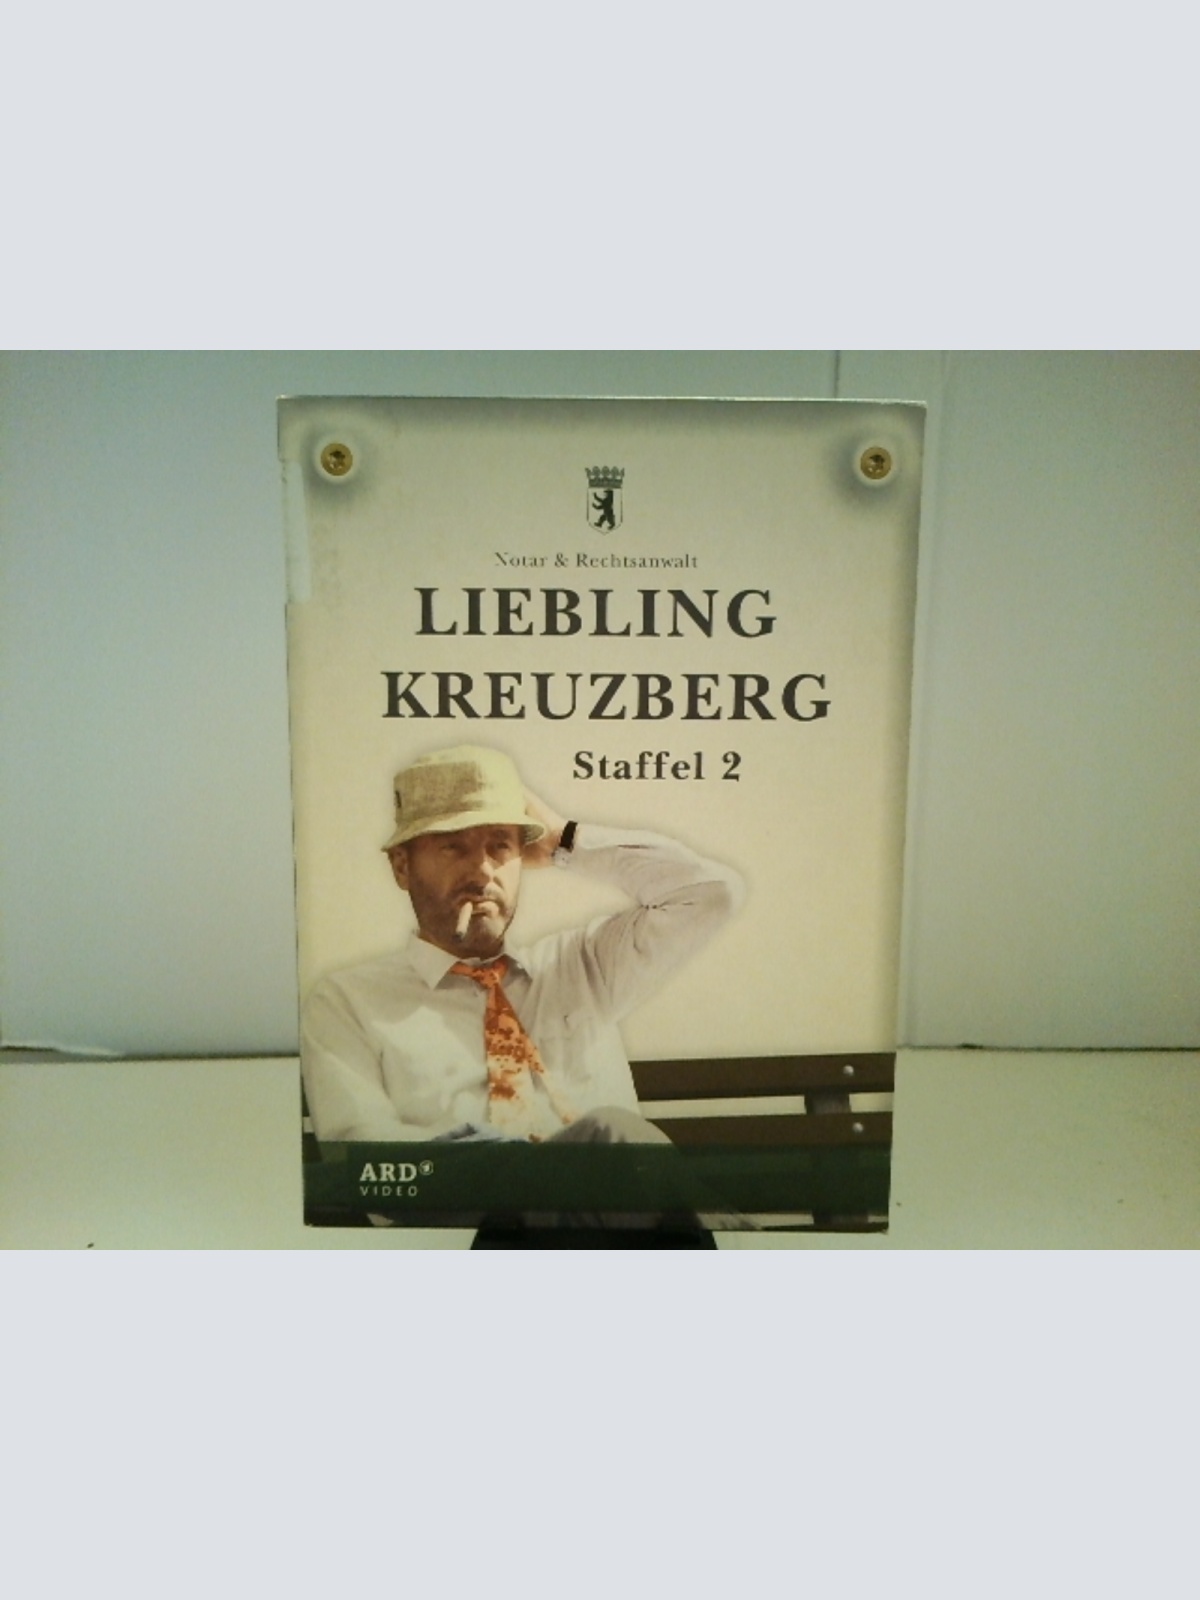 Notar & Rechtsanwalt
LIEBLING
KREUZBERG
Staffel 2
ARD
VIDEO